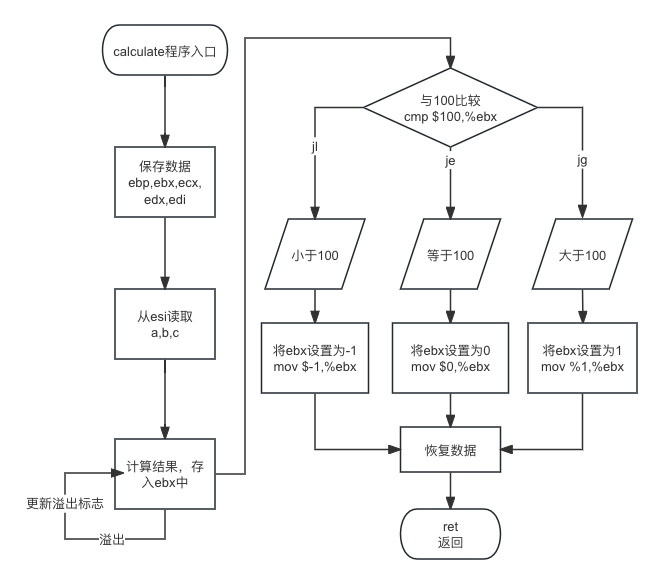 calculate程序入口
保存数据
ebp,ebx,ecx,
edx,edi
从esi读取
a,b,c
计算结果，存
入ebx中
更新溢出标志
溢出
与100比较
cmp $100,%ebx
jl
je
jg
小于100
等于100
大于100
将ebx设置为-1
mov $-1,%ebx
将ebx设置为0
mov $0,%ebx
将ebx设置为1
mov %1,%ebx
恢复数据
ret
返回